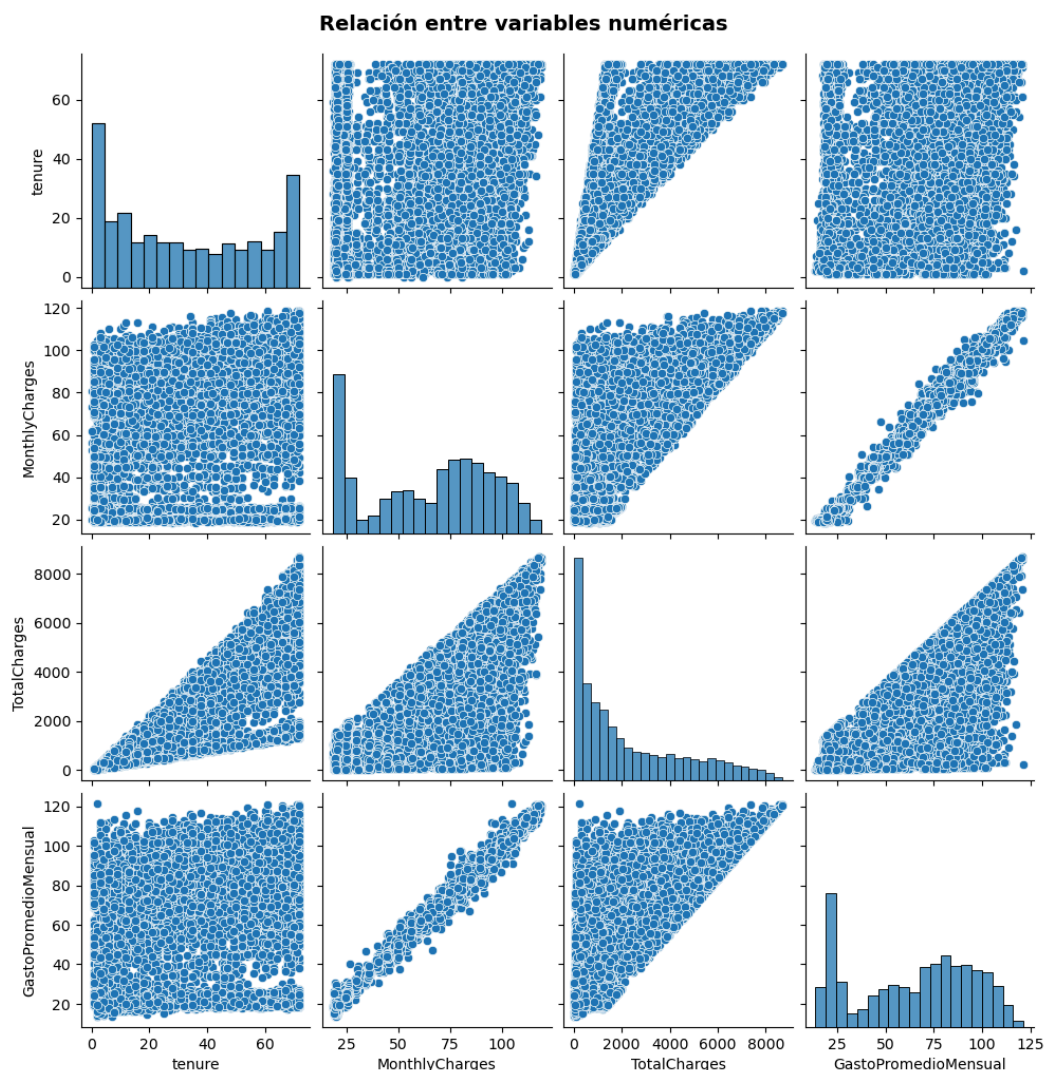 Relación entre variables numéricas
tenure
60
40
20
0
MonthlyCharges
120
100
80
60
40
20
TotalCharges
8000
6000
4000
2000
0
GastoPromedioMensual
120
100
80
60
40
20
0 20 40 60
25 50 75 100
0 2000 4000 6000 8000
25 50 75 100 125
tenure
MonthlyCharges
TotalCharges
GastoPromedioMensual